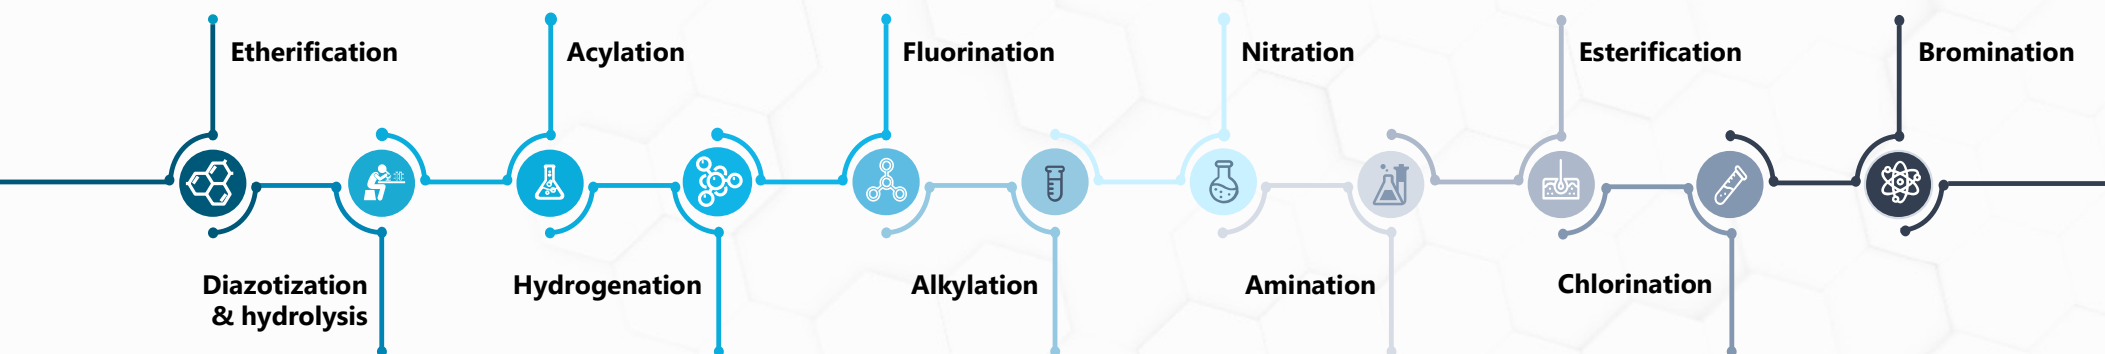 Etherification
Acylation
Fluorination
Nitration
Esterification
Bromination
Diazotization
& hydrolysis
Hydrogenation
Alkylation
Amination
Chlorination